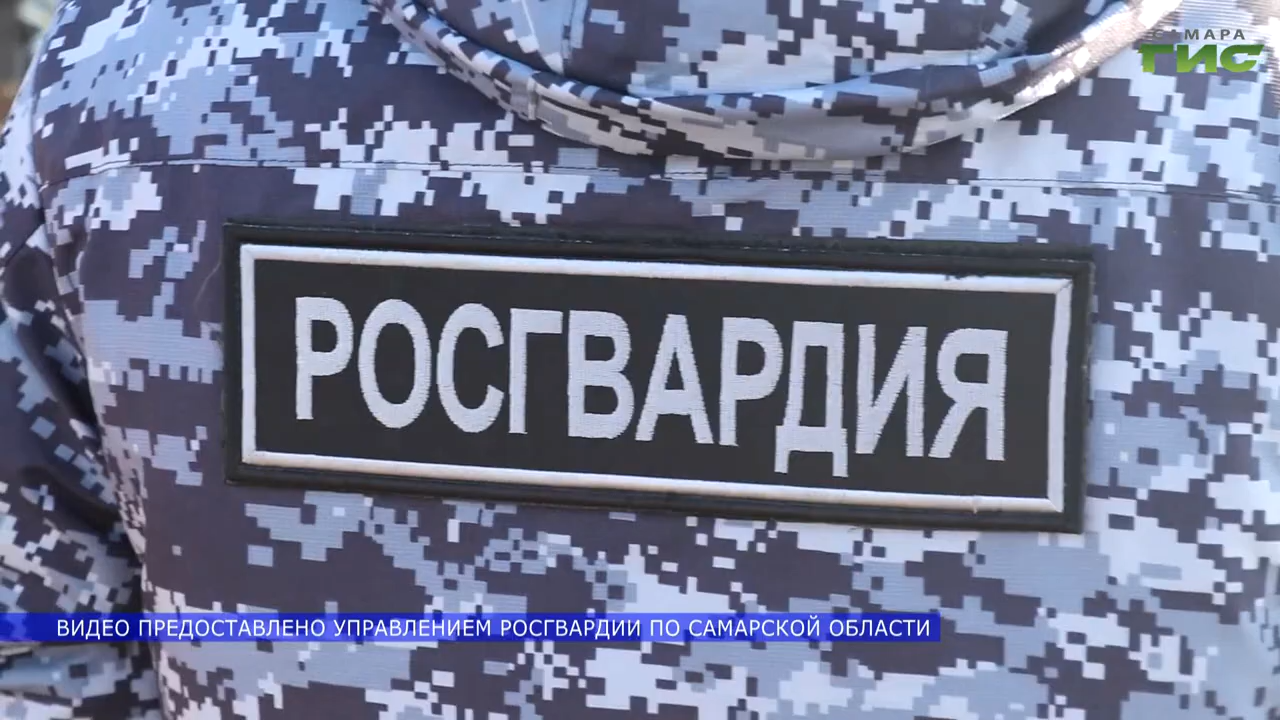 САМАРА
ГИС
РОСГВАРДИЯ
ВИДЕО ПРЕДОСТАВЛЕНО УПРАВЛЕНИЕМ РОСГВАРДИИ ПО САМАРСКОЙ ОБЛАСТИ